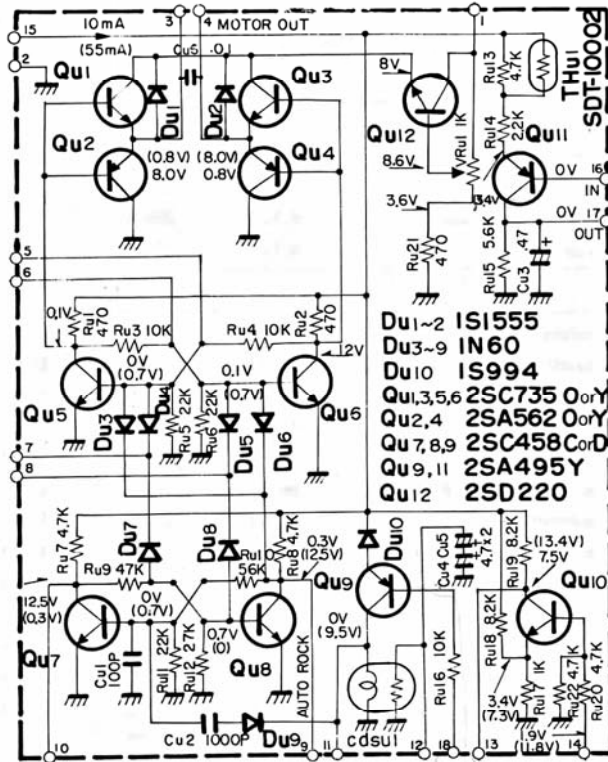 3 4 MOTOR OUT 1
15 10mA
(55mA)
2
Cu5 0.1
Qu1
Qu3
Du1
Du2
Qu2
Qu4
(0.8V) (8.0V)
8.0V 0.8V
8V
Qu12
8.6V
VRu1 1K
3.6V
Ru21
470
Ru13
4.7K
THu1
SDT-10002
Ru14
22K
Qu11
3.4V
0V 16
IN
0V 17
OUT
Ru15 5.6K
Cu3 .47 +
5
6
0.1V
Ru1
470
Ru3 10K
Ru4 10K
Ru2
470
0V
(0.7V)
0.1V
(0.7V)
1.2V
Qu5
Qu6
Du3
Du4
Ru5 22K
Ru6 22K
Du5
Du6
Du1~2 1S1555
Du3~9 1N60
Du10 1S994
Qu1,3,5,6 2SC735 O or Y
Qu2,4 2SA562 O or Y
Qu7,8,9 2SC458 C or D
Qu9,11 2SA495Y
Qu12 2SD220
7
8
Ru7 4.7K
Du7
Du8
Ru8 4.7K
Ru9 47K
Ru10
56K
0.3V
(12.5V)
12.5V
(0.3V)
0V
(0.7V)
0.7V
(0)
Qu7
Qu8
Cu1
100P
Ru11 22K
Ru12 27K
Cu2 1000P
Du9
AUTO ROCK
Du10
Qu9
0V
(9.5V)
cdsu1
Cu4 Cu5
4.7x2
Ru16 10K
Ru19 8.2K
Ru18 8.2K
(13.4V)
7.5V
Qu10
Ru17 1K
Ru22 4.7K
Ru20 4.7K
3.4V
(7.3V)
1.9V
(11.8V)
10 9 11 12 18 13 14